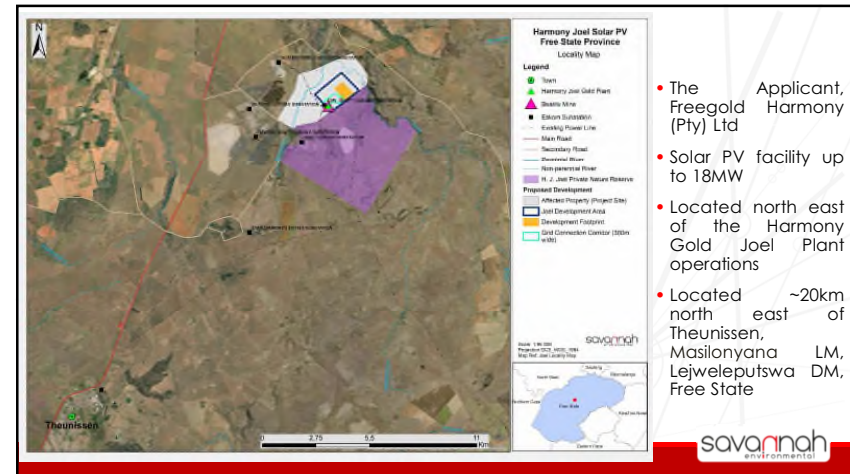 N
Theunissen
0 2,75 5,5 11
Km
Harmony Joel Solar PV
Free State Province
Locality Map
Legend
Town
Harmony Joel Gold Plant
Beatrix Mine
Eskom Substation
Existing Power Line
Main Road
Secondary Road
Perennial River
Non-perennial River
H. J. Joel Private Nature Reserve
Proposed Development
Affected Property (Project Site)
Joel Development Area
Development Footprint
Grid Connection Corridor
wide)
savannah
Free State
• The Applicant,
Freegold Harmony
(Pty) Ltd
• Solar PV facility up
to 18MW
• Located north east
of the Harmony
Gold Joel Plant
operations
• Located ~20km
north east of
Theunissen,
Masilonyana LM,
Lejweleputswa DM,
Free State
savannah
environmental